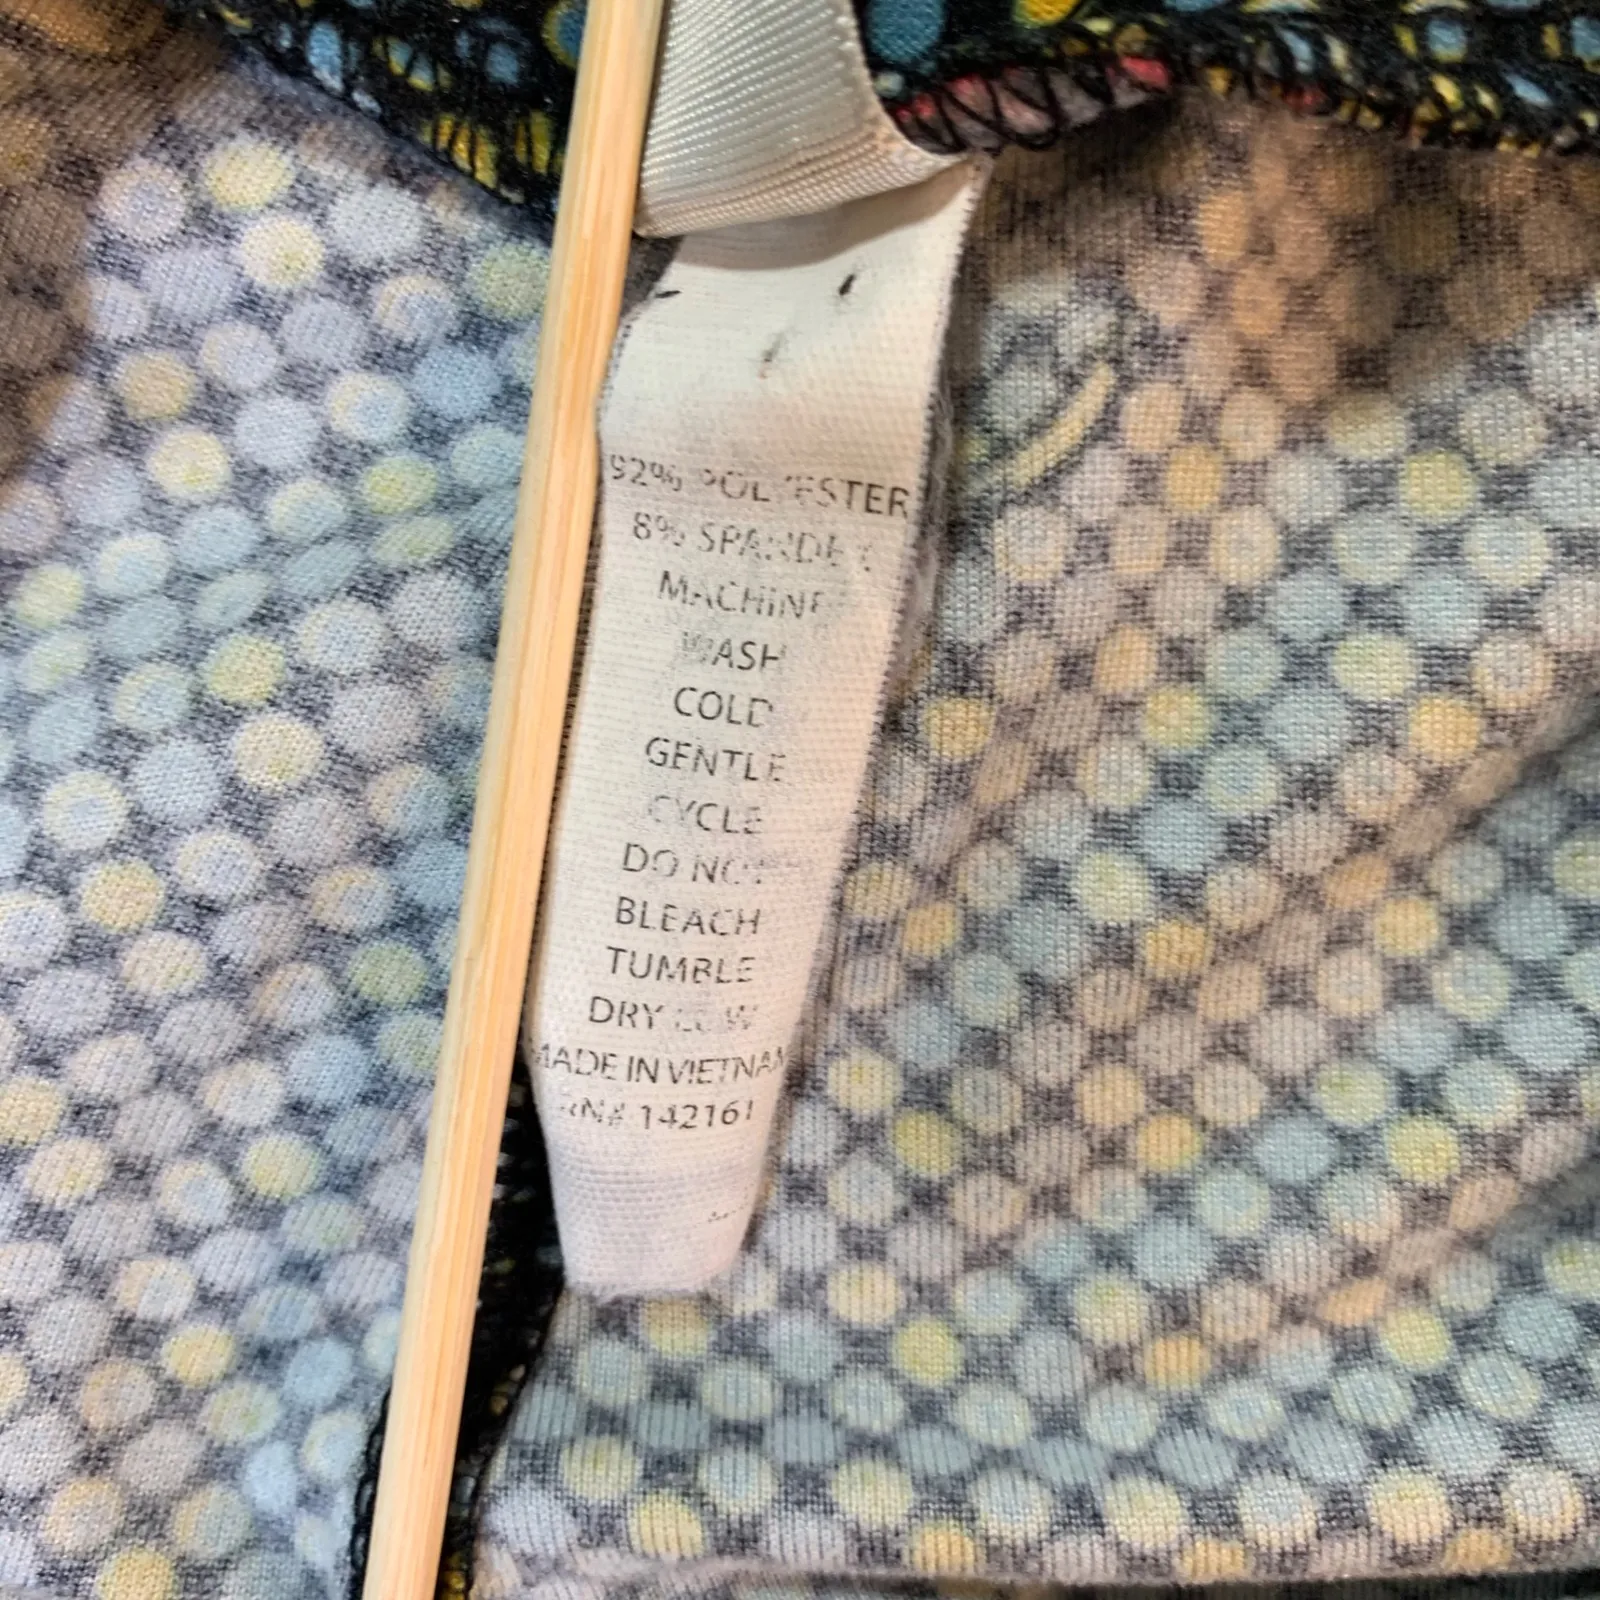 92% POLYESTER
8% SPANDEX
MACHINE
WASH
COLD
GENTLE
CYCLE
DO NOT
BLEACH
TUMBLE
DRY LOW
MADE IN VIETNAM
RN# 142161